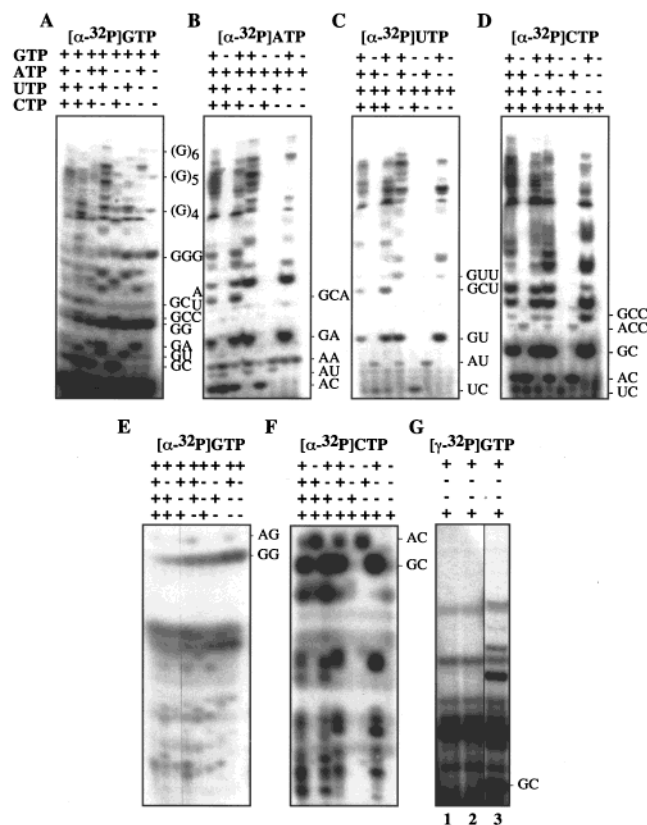 A B C D
[α-32P]GTP [α-32P]ATP [α-32P]UTP [α-32P]CTP
GTP + + + + + + + + + - + + - - + - + - + + - - + - + - + + - - + -
ATP + - + + - - + - + + + + + + + + + + - + - + - - + + - + - + - -
UTP + + - + - + - - + + - + - + - - + + + + + + + + + + + - + - - -
CTP + + + - + - - - + + + - + - - - + + + - + - - - + + + + + + + +
(G)6
(G)5
(G)4
GGG
A
GCU
GCC
GG
GA
GU
GC
GCA
GA
AA
AU
AC
GUU
GCU
GU
AU
UC
GCC
ACC
GC
AC
UC
E F G
[α-32P]GTP [α-32P]CTP [γ-32P]GTP
+ + + + + + + + + - + + - - + - + + +
+ - + + - - + - + + - + - + - - - - -
+ + - + - + - - + + + - + - - - - - -
+ + + - + - - - + + + + + + + + + + +
AG
GG
AC
GC
GC
1 2 3